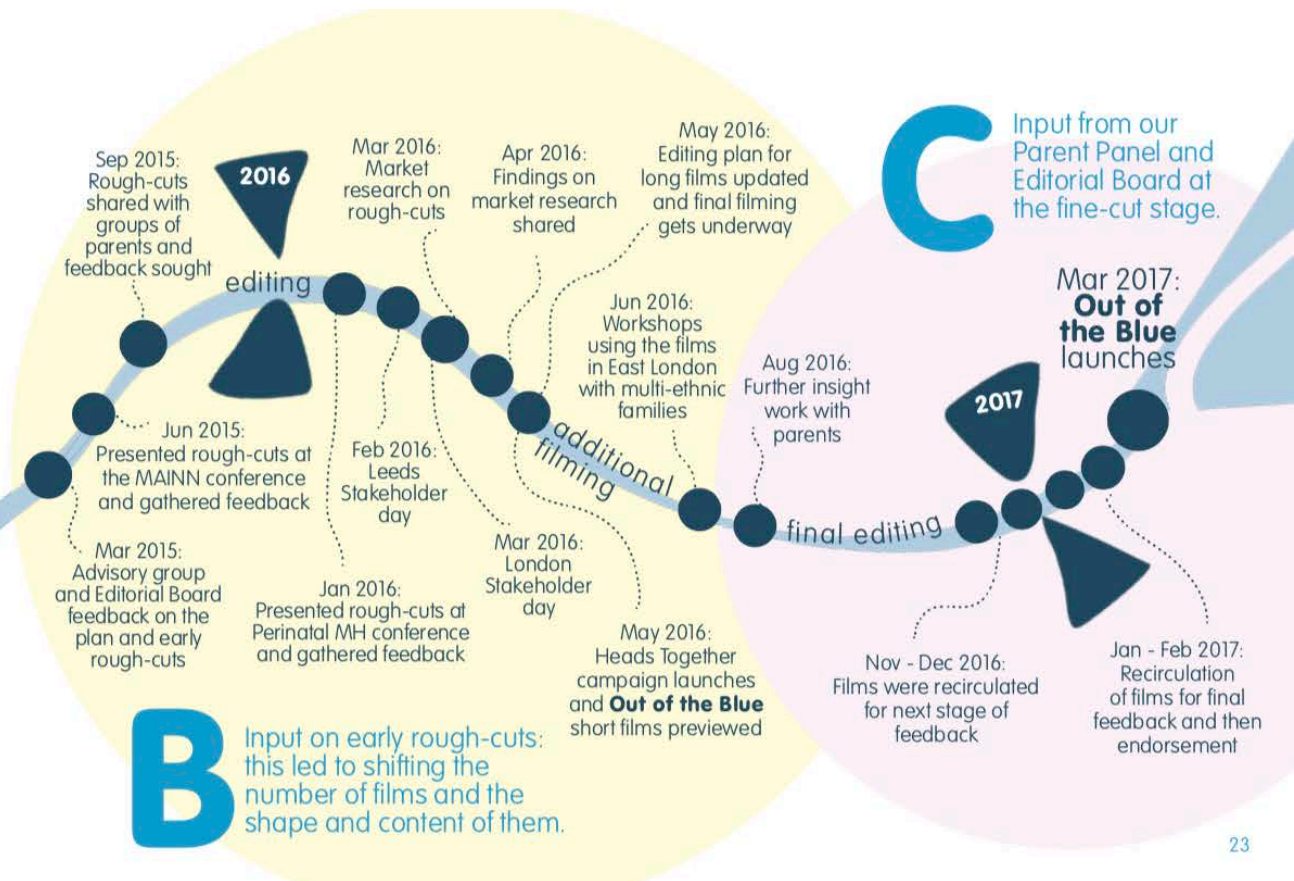 Sep 2015:
Rough-cuts
shared with
groups of
parents and
feedback sought
2016
Mar 2016:
Market
research on
rough-cuts
Apr 2016:
Findings on
market research
shared
May 2016:
Editing plan for
long films updated
and final filming
gets underway
editing
Jun 2015:
Presented rough-cuts at
the MAINN conference
and gathered feedback
Mar 2015:
Advisory group
and Editorial Board
feedback on the
plan and early
rough-cuts
Jan 2016:
Presented rough-cuts at
Perinatal MH conference
and gathered feedback
Feb 2016:
Leeds
Stakeholder
day
Mar 2016:
London
Stakeholder
day
additional
filming
May 2016:
Heads Together
campaign launches
and Out of the Blue
short films previewed
Jun 2016:
Workshops
using the films
in East London
with multi-ethnic
families
B
Input on early rough-cuts:
this led to shifting the
number of films and the
shape and content of them.
C
Input from our
Parent Panel and
Editorial Board at
the fine-cut stage.
Aug 2016:
Further insight
work with
parents
final editing
2017
Mar 2017:
Out of
the Blue
launches
Nov - Dec 2016:
Films were recirculated
for next stage of
feedback
Jan - Feb 2017:
Recirculation
of films for final
feedback and then
endorsement
23